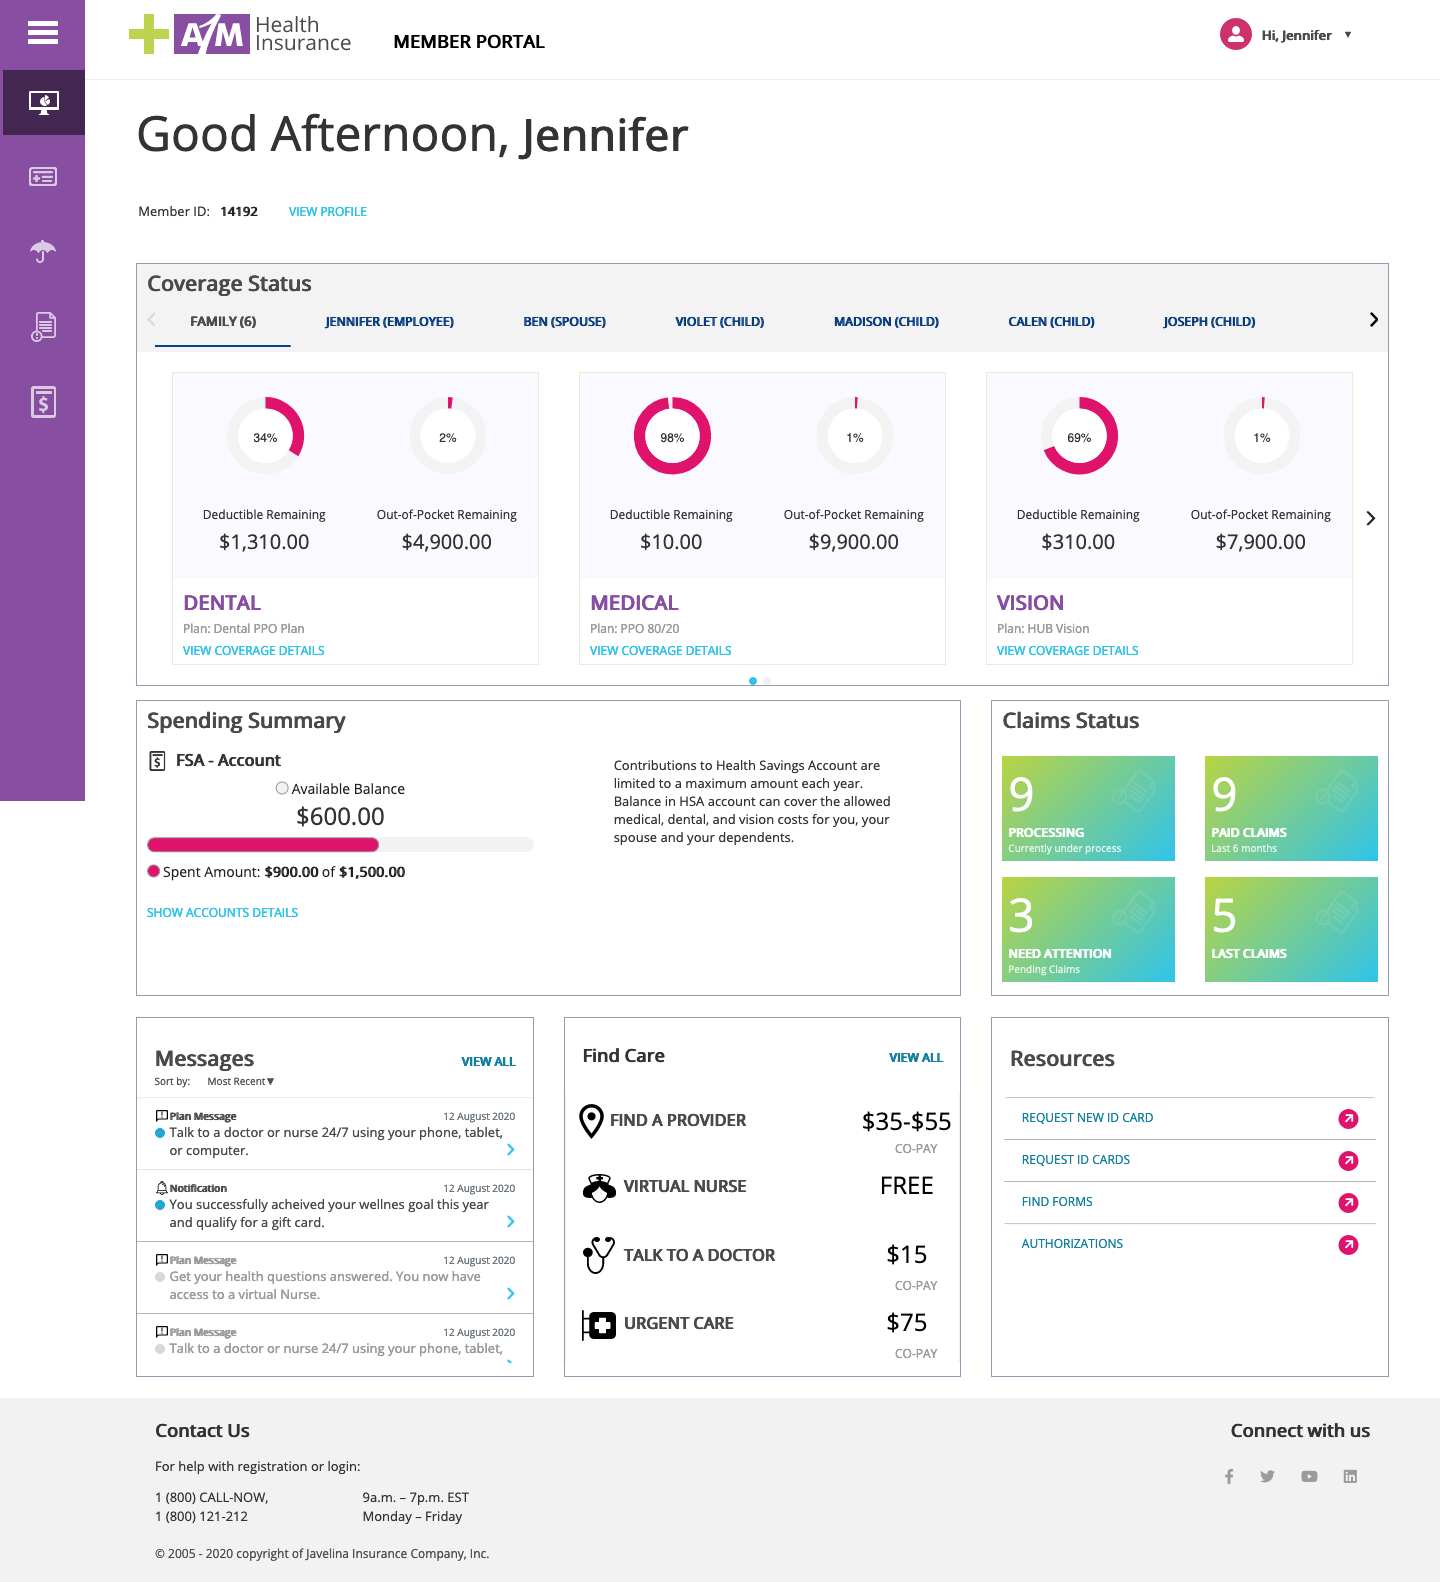 A/M Health Insurance
MEMBER PORTAL
Hi, Jennifer ▼
Good Afternoon, Jennifer
Member ID: 14192 VIEW PROFILE
Coverage Status
FAMILY (6) JENNIFER (EMPLOYEE) BEN (SPOUSE) VIOLET (CHILD) MADISON (CHILD) CALEN (CHILD) JOSEPH (CHILD)
34% 2% 98% 1% 69% 1%
Deductible Remaining Out-of-Pocket Remaining Deductible Remaining Out-of-Pocket Remaining Deductible Remaining Out-of-Pocket Remaining
$1,310.00 $4,900.00 $10.00 $9,900.00 $310.00 $7,900.00
DENTAL MEDICAL VISION
Plan: Dental PPO Plan Plan: PPO 80/20 Plan: HUB Vision
VIEW COVERAGE DETAILS VIEW COVERAGE DETAILS VIEW COVERAGE DETAILS
Spending Summary
FSA - Account
Available Balance
$600.00
Spent Amount: $900.00 of $1,500.00
SHOW ACCOUNTS DETAILS
Contributions to Health Savings Account are
limited to a maximum amount each year.
Balance in HSA account can cover the allowed
medical, dental, and vision costs for you, your
spouse and your dependents.
Claims Status
9
PROCESSING
Currently under process
9
PAID CLAIMS
Last 6 months
3
NEED ATTENTION
Pending Claims
5
LAST CLAIMS
Messages VIEW ALL
Sort by: Most Recent▼
Plan Message 12 August 2020
Talk to a doctor or nurse 24/7 using your phone, tablet,
or computer.
Notification 12 August 2020
You successfully acheived your wellnes goal this year
and qualify for a gift card.
Plan Message 12 August 2020
Get your health questions answered. You now have
access to a virtual Nurse.
Plan Message 12 August 2020
Talk to a doctor or nurse 24/7 using your phone, tablet,
Find Care VIEW ALL
FIND A PROVIDER $35-$55
CO-PAY
VIRTUAL NURSE FREE
TALK TO A DOCTOR $15
CO-PAY
URGENT CARE $75
CO-PAY
Resources
REQUEST NEW ID CARD
REQUEST ID CARDS
FIND FORMS
AUTHORIZATIONS
Contact Us
For help with registration or login:
1 (800) CALL-NOW, 9a.m. – 7p.m. EST
1 (800) 121-212 Monday – Friday
© 2005 - 2020 copyright of Javelina Insurance Company, Inc.
Connect with us